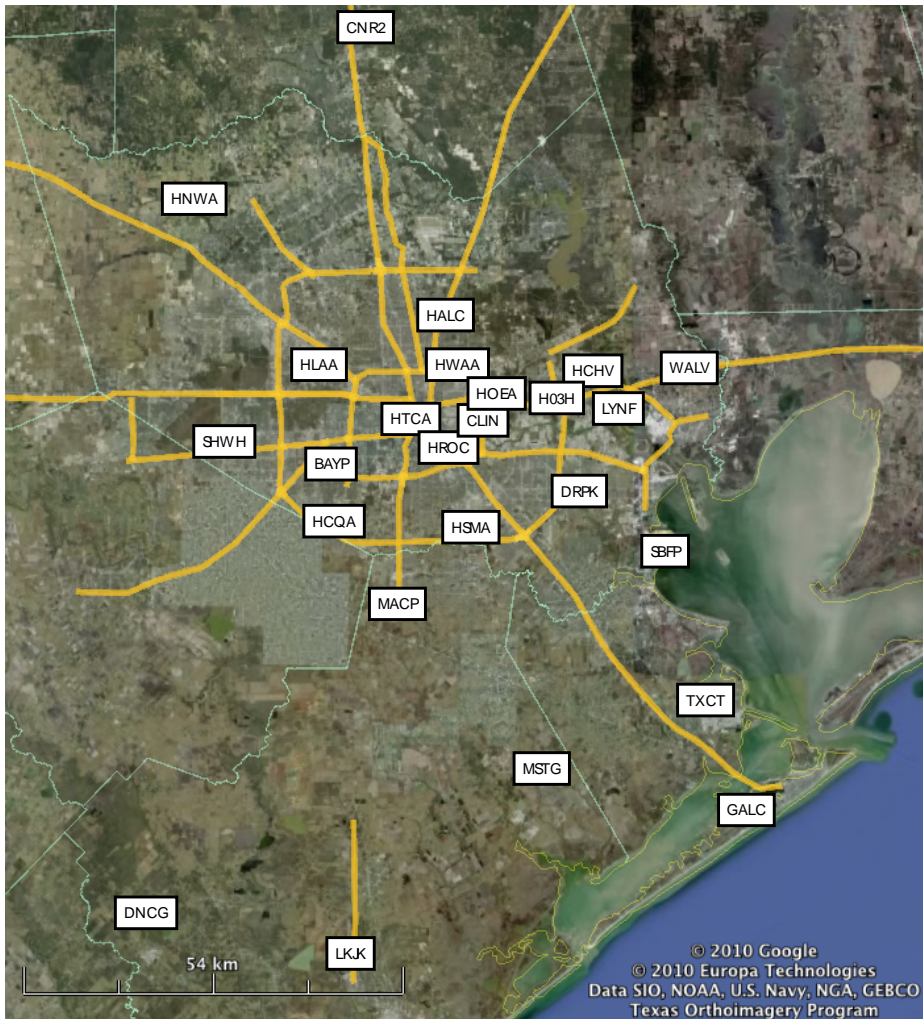 CNR2
HNWA
HALC
HLAA
HWAA
HCHV
WALV
HOEA
H03H
LYNF
HTCA
CLIN
SHWH
HROC
BAYP
DRPK
HCQA
HSMA
SBFP
MACP
TXCT
MSTG
GALC
DNCG
LKJK
54 km
© 2010 Google
© 2010 Europa Technologies
Data SIO, NOAA, U.S. Navy, NGA, GEBCO
Texas Orthoimagery Program